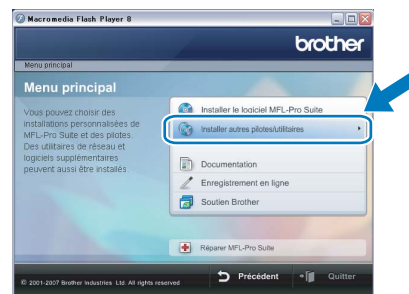 Macromedia Flash Player 8
brother
Menu principal
Menu principal
Vous pouvez choisir des
installations personnalisées de
MFL-Pro Suite et des pilotes.
Des utilitaires de réseau et
logiciels supplémentaires
peuvent aussi être installés.
Installer le logiciel MFL-Pro Suite
Installer autres pilotes/utilitaires
Documentation
Enregistrement en ligne
Soutien Brother
Réparer MFL-Pro Suite
© 2001-2007 Brother Industries Ltd. All rights reserved
Précédent
Quitter